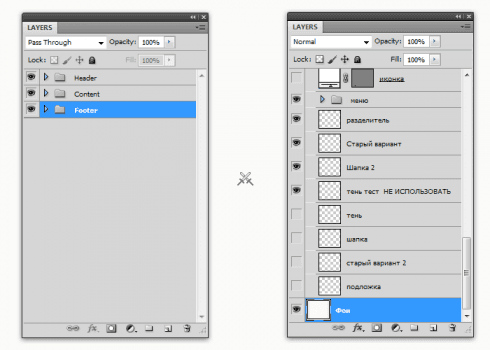 LAYERS
Pass Through
Opacity: 100%
Lock:
Fill: 100%
Header
Content
Footer
LAYERS
Normal
Opacity: 100%
Lock:
Fill: 100%
иконка
меню
разделитель
Старый вариант
Шапка 2
тень тест НЕ ИСПОЛЬЗОВАТЬ
тень
шапка
старый вариант 2
подложка
Фон